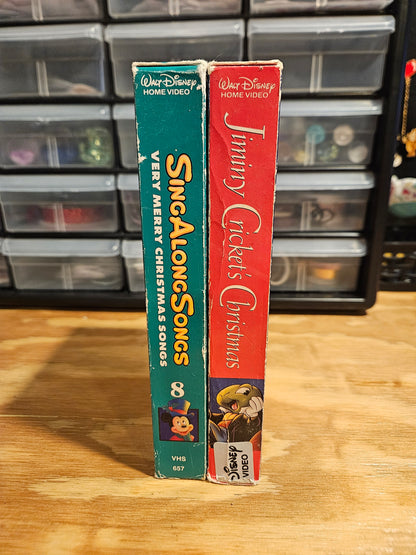 Walt Disney
HOME VIDEO
SING ALONG SONGS
VERY MERRY CHRISTMAS SONGS
8
VHS
657
Walt Disney
HOME VIDEO
Jiminy Cricket's Christmas
Disney
VIDEO